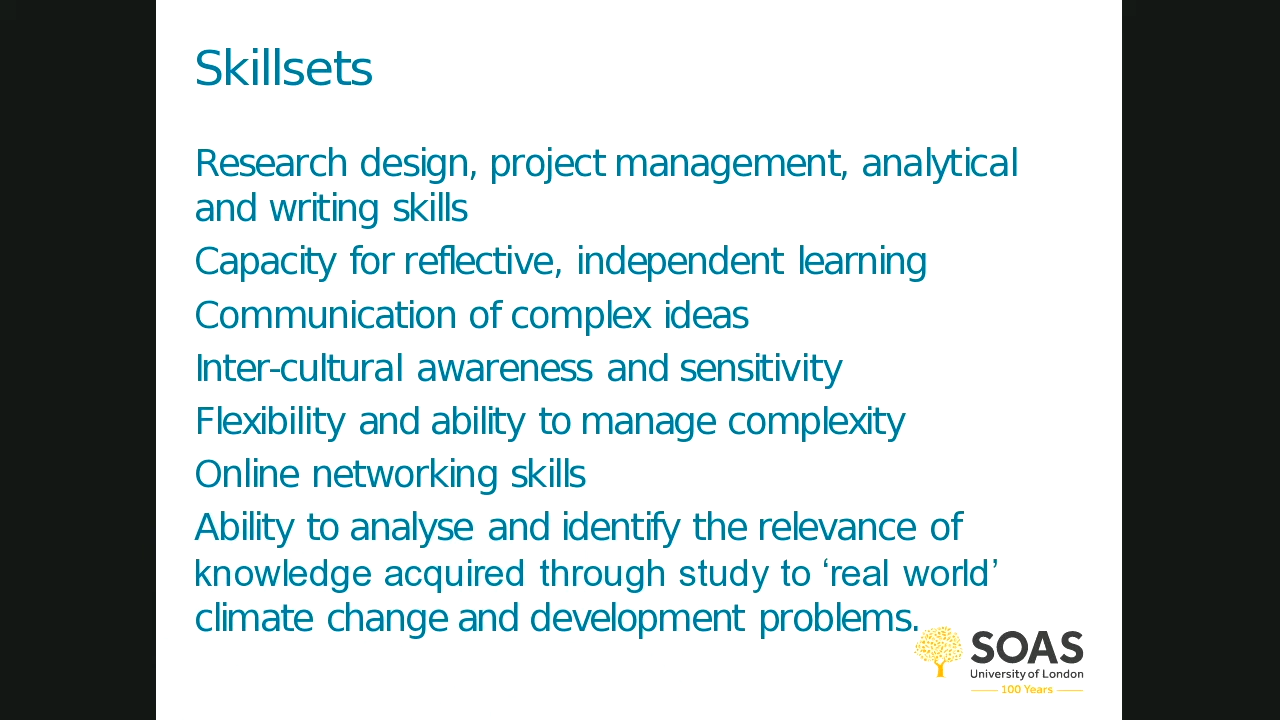 Skillsets
Research design, project management, analytical
and writing skills
Capacity for reflective, independent learning
Communication of complex ideas
Inter-cultural awareness and sensitivity
Flexibility and ability to manage complexity
Online networking skills
Ability to analyse and identify the relevance of
knowledge acquired through study to ‘real world’
climate change and development problems.
SOAS
University of London
100 Years